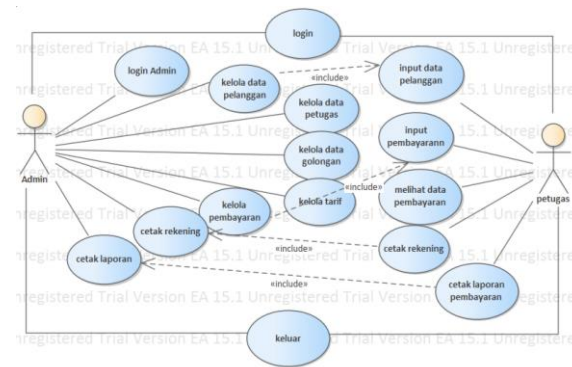 login
login Admin
kelola data
pelanggan
«include»
input data
pelanggan
kelola data
petugas
input
pembayarann
kelola data
golongan
Admin
petugas
kelola
pembayaran
kelola tarif
«include»
melihat data
pembayaran
cetak rekening
«include»
cetak rekening
cetak laporan
«include»
cetak laporan
pembayaran
keluar
Unregistered Trial Version EA 15.1 Unregistered Trial Version EA 15.1 Unregistere